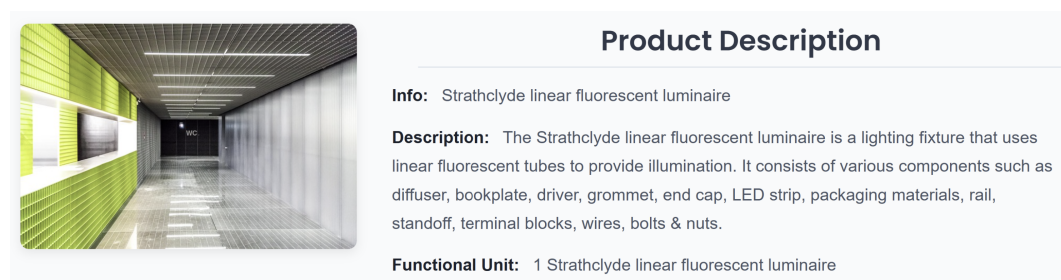 Product Description
Info: Strathclyde linear fluorescent luminaire
Description: The Strathclyde linear fluorescent luminaire is a lighting fixture that uses
linear fluorescent tubes to provide illumination. It consists of various components such as
diffuser, bookplate, driver, grommet, end cap, LED strip, packaging materials, rail,
standoff, terminal blocks, wires, bolts & nuts.
Functional Unit: 1 Strathclyde linear fluorescent luminaire
WC